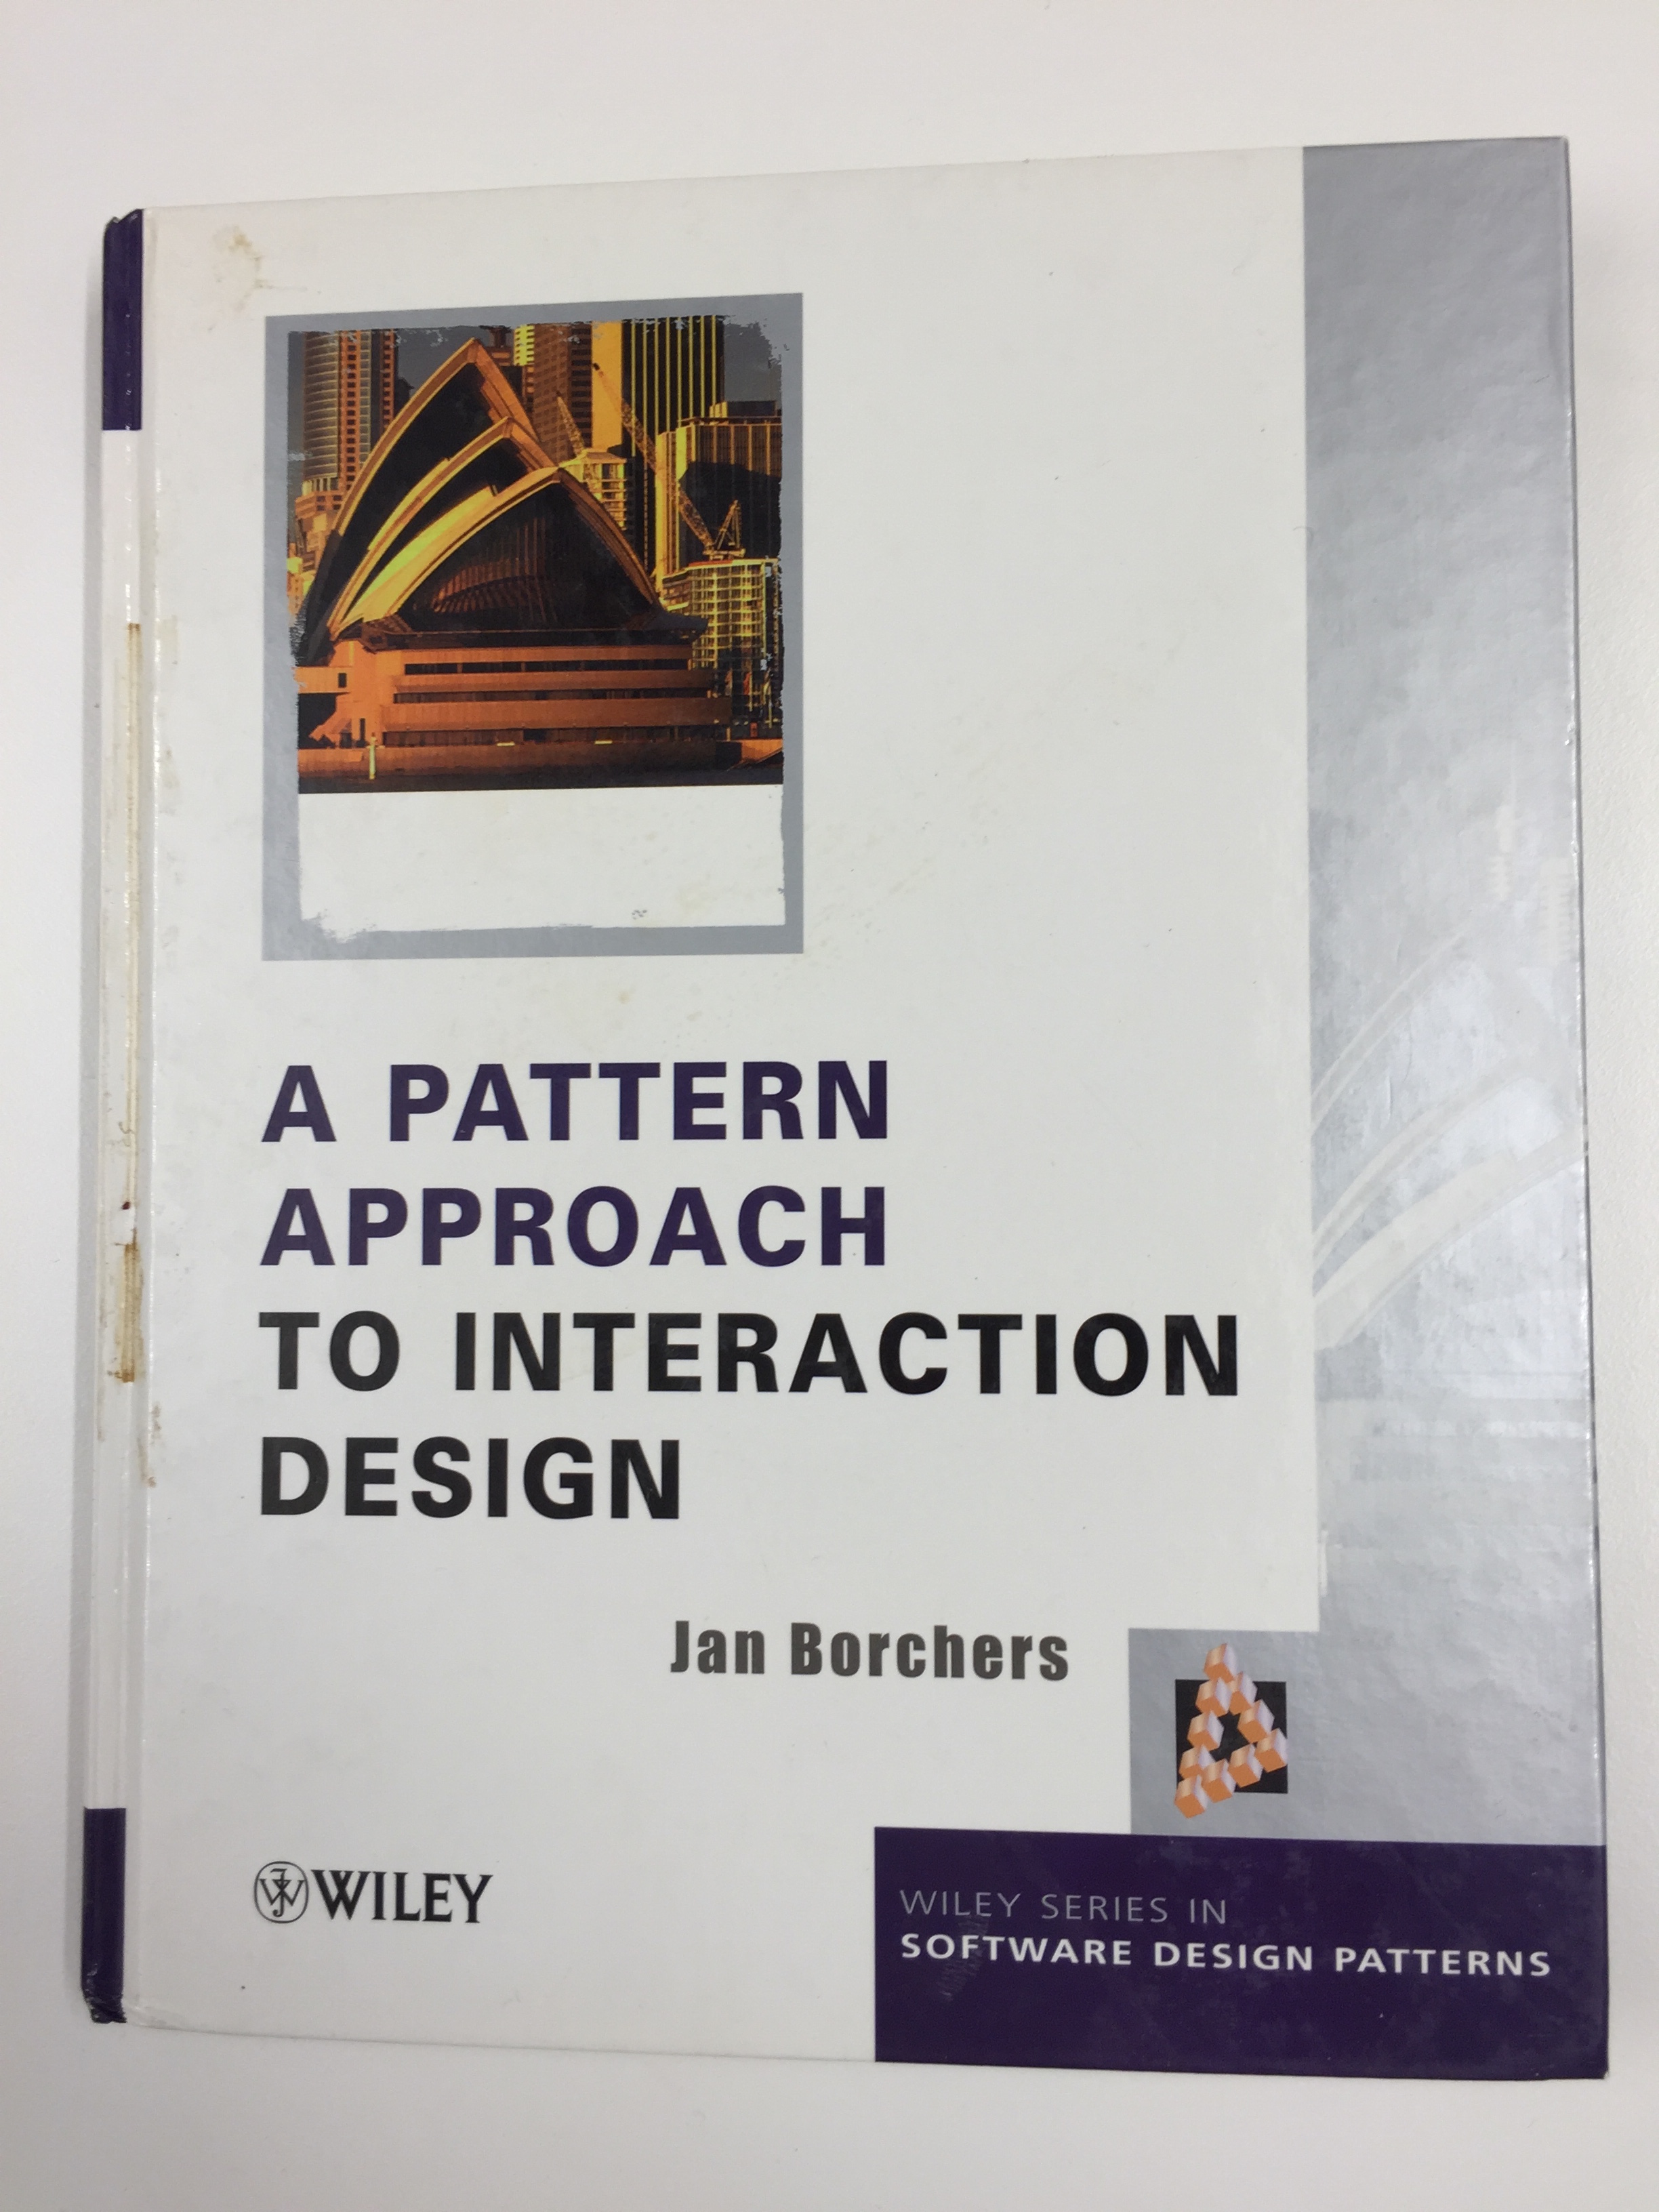 A PATTERN
APPROACH
TO INTERACTION
DESIGN
Jan Borchers
WILEY
WILEY SERIES IN
SOFTWARE DESIGN PATTERNS